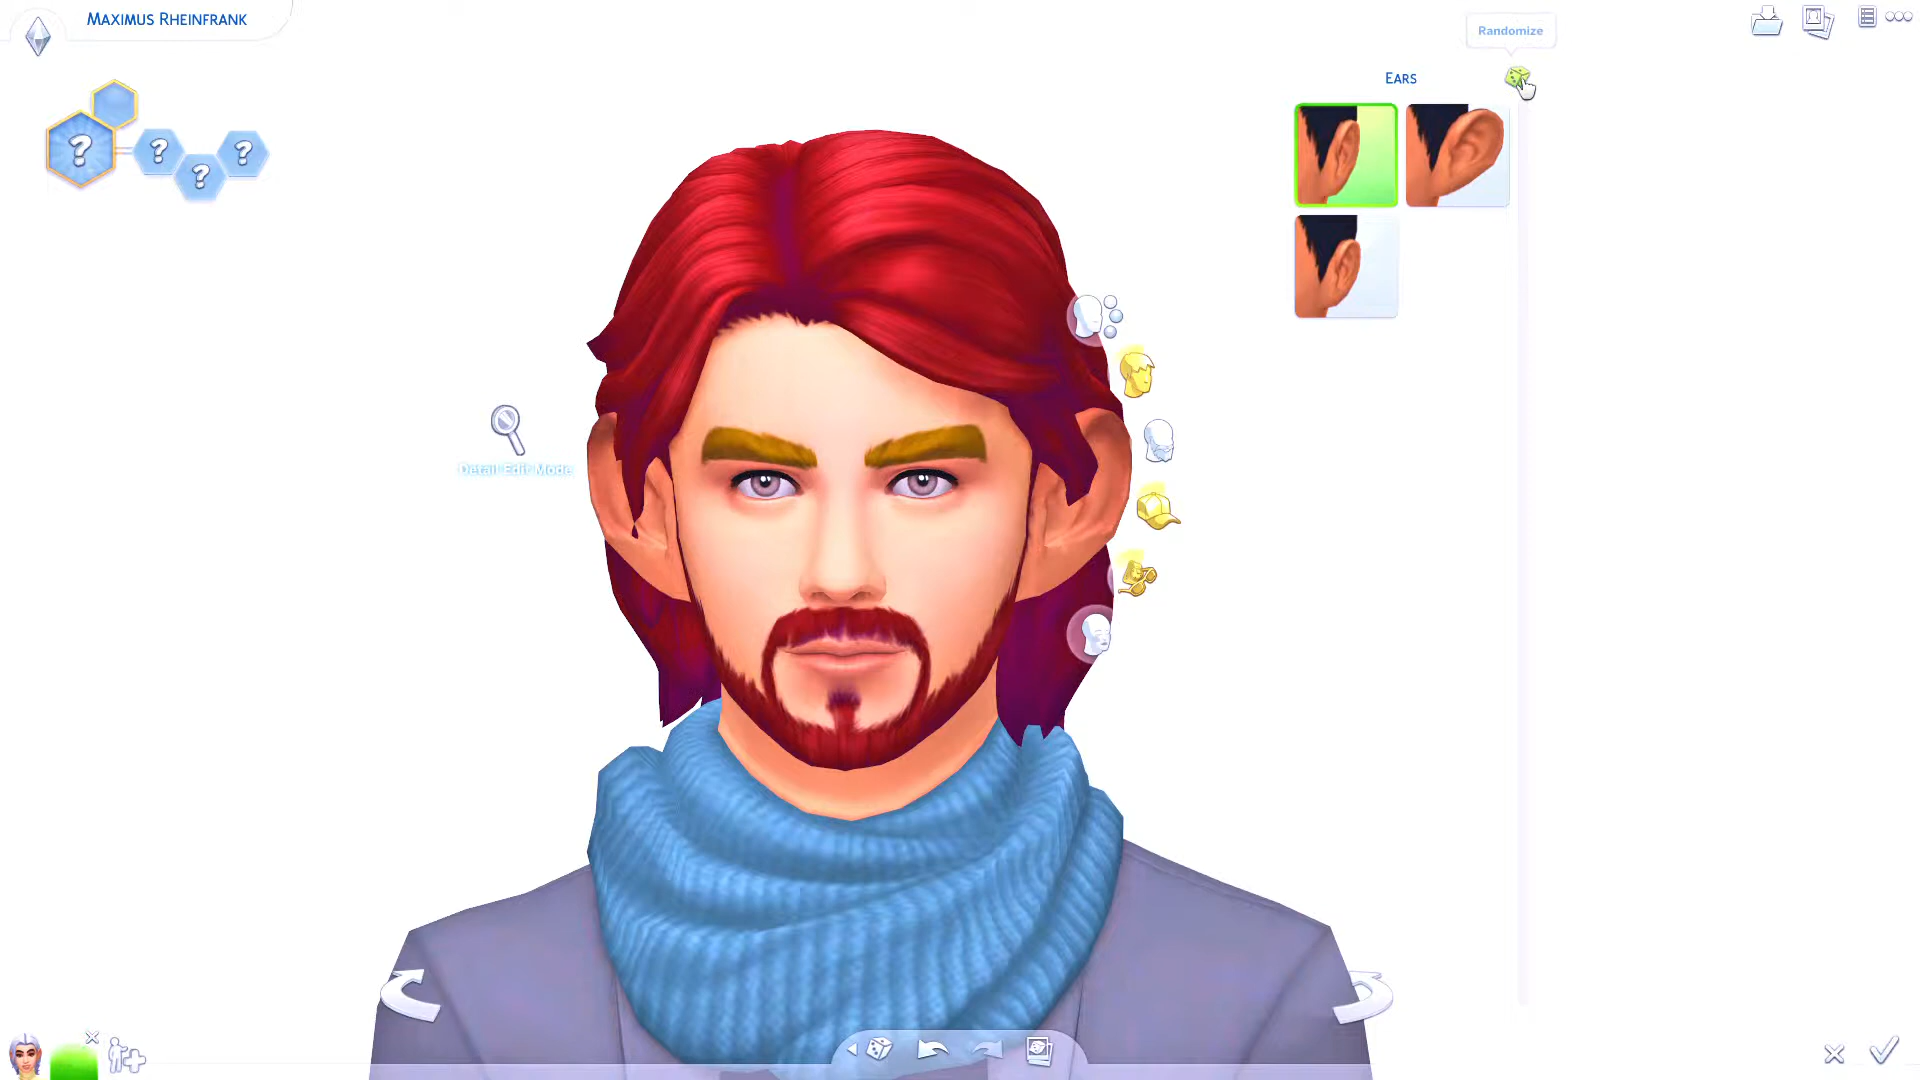 Maximus Rheinfrank
Randomize
Ears
Detail Edit Mode
?
?
?
?